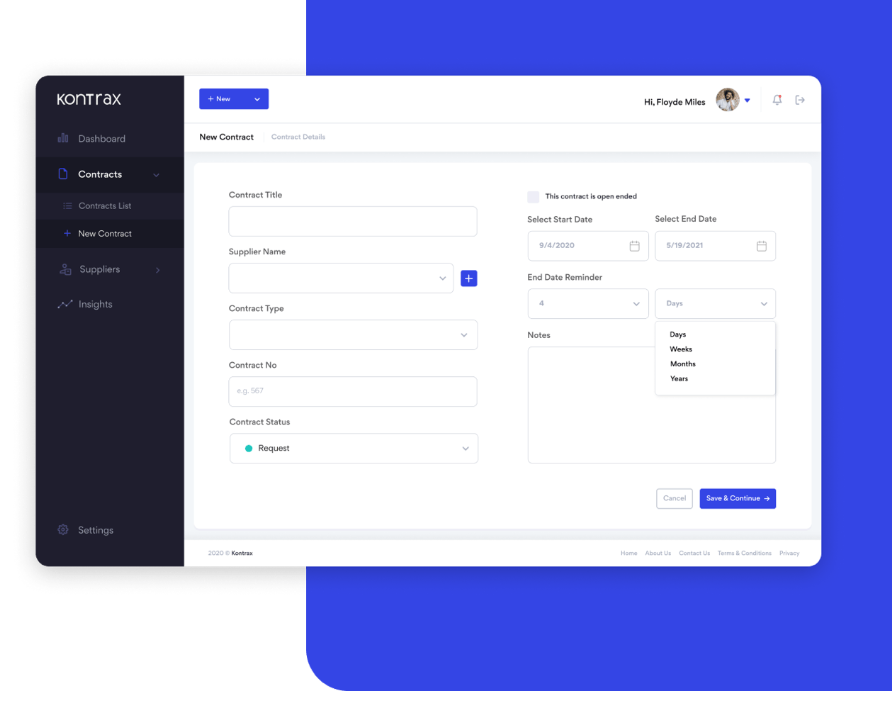 KonTrax
+ New
Hi, Floyde Miles
New Contract
Contract Details
Dashboard
Contracts
Contracts List
+ New Contract
Suppliers
Insights
Settings
Contract Title
Supplier Name
+
Contract Type
Contract No
e.g. 567
Contract Status
Request
This contract is open ended
Select Start Date
Select End Date
9/4/2020
5/19/2021
End Date Reminder
4
Days
Days
Weeks
Months
Years
Notes
Cancel
Save & Continue →
2020 © Kontrax
Home About Us Contact Us Terms & Conditions Privacy